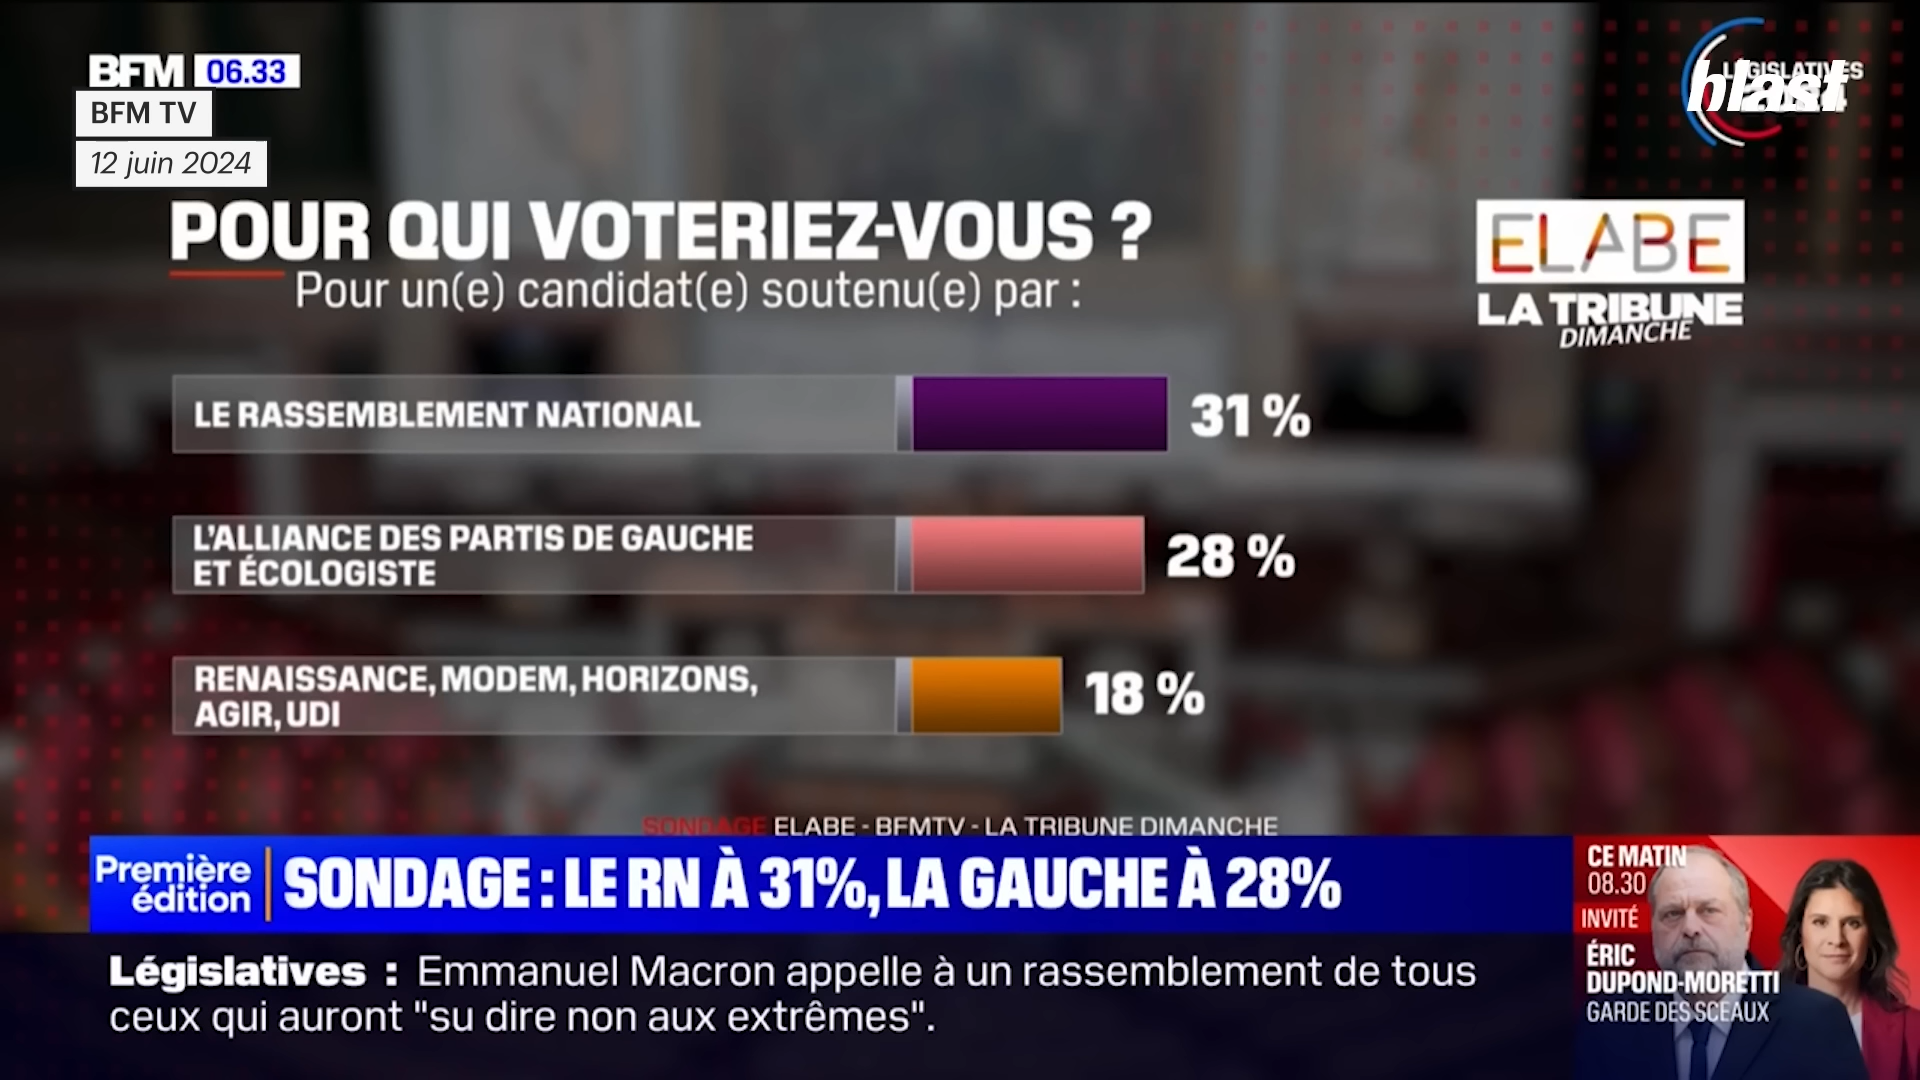 BFM 06.33
BFM TV
12 juin 2024
LÉGISLATIVES
blast
POUR QUI VOTERIEZ-VOUS ?
Pour un(e) candidat(e) soutenu(e) par :
ELABE
LA TRIBUNE
DIMANCHE
LE RASSEMBLEMENT NATIONAL
31 %
L'ALLIANCE DES PARTIS DE GAUCHE
ET ÉCOLOGISTE
28 %
RENAISSANCE, MODEM, HORIZONS,
AGIR, UDI
18 %
SONDAGE ELABE - BFMTV - LA TRIBUNE DIMANCHE
Première
édition
SONDAGE : LE RN À 31%, LA GAUCHE À 28%
Législatives : Emmanuel Macron appelle à un rassemblement de tous
ceux qui auront "su dire non aux extrêmes".
CE MATIN
08.30
INVITÉ
ÉRIC
DUPOND-MORETTI
GARDE DES SCEAUX